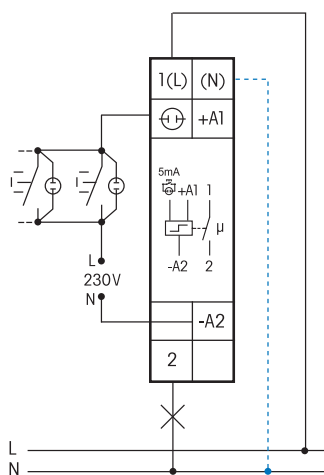 1(L) (N)
+A1
5mA
+A1 1
μ
-A2 2
L
230V
N
-A2
2
L
N